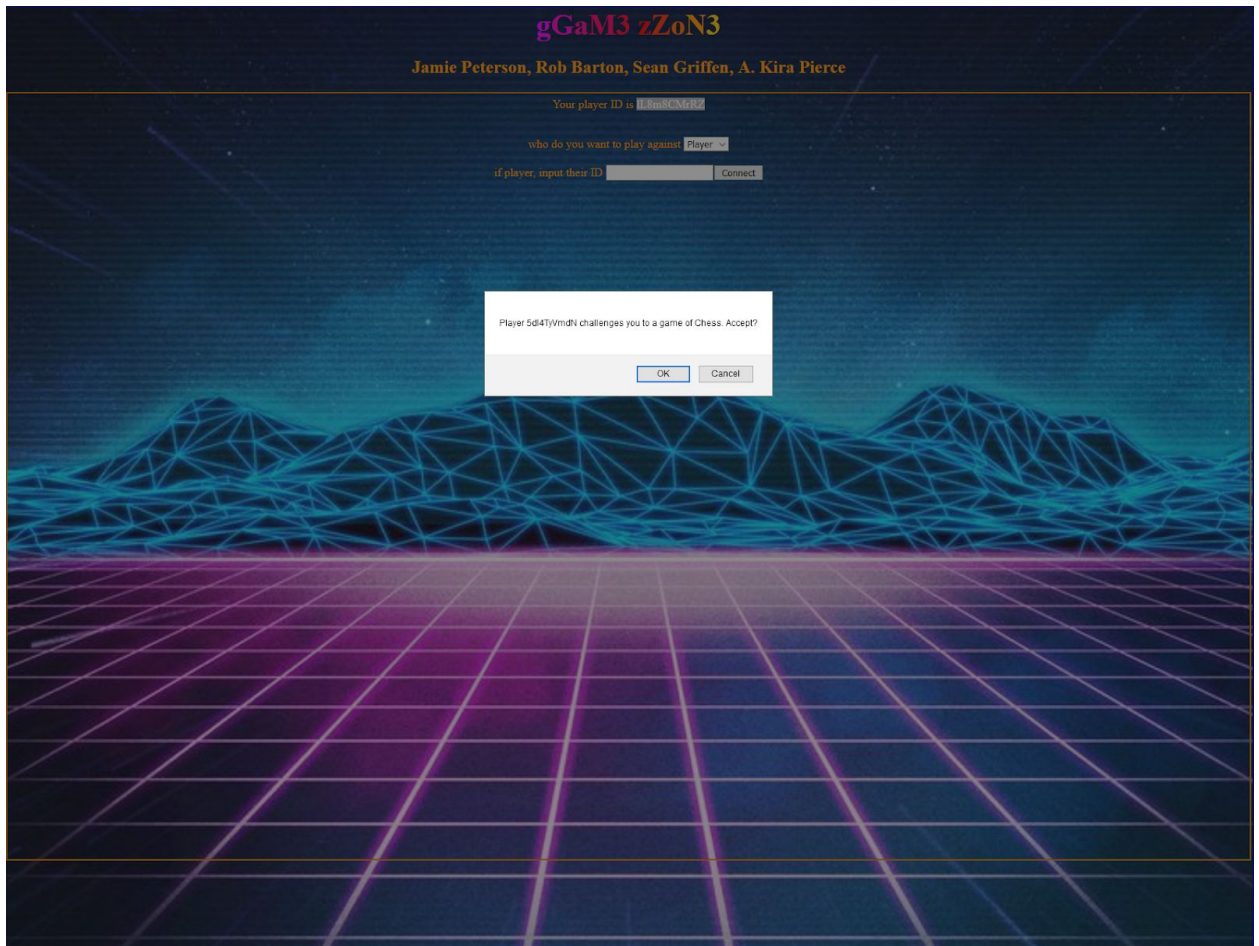 gGaM3 zZoN3
Jamie Peterson, Rob Barton, Sean Griffen, A. Kira Pierce
Your player ID is
who do you want to play against Player
if player, input their ID Connect
Player 5dl4TyVmdN challenges you to a game of Chess. Accept?
OK Cancel